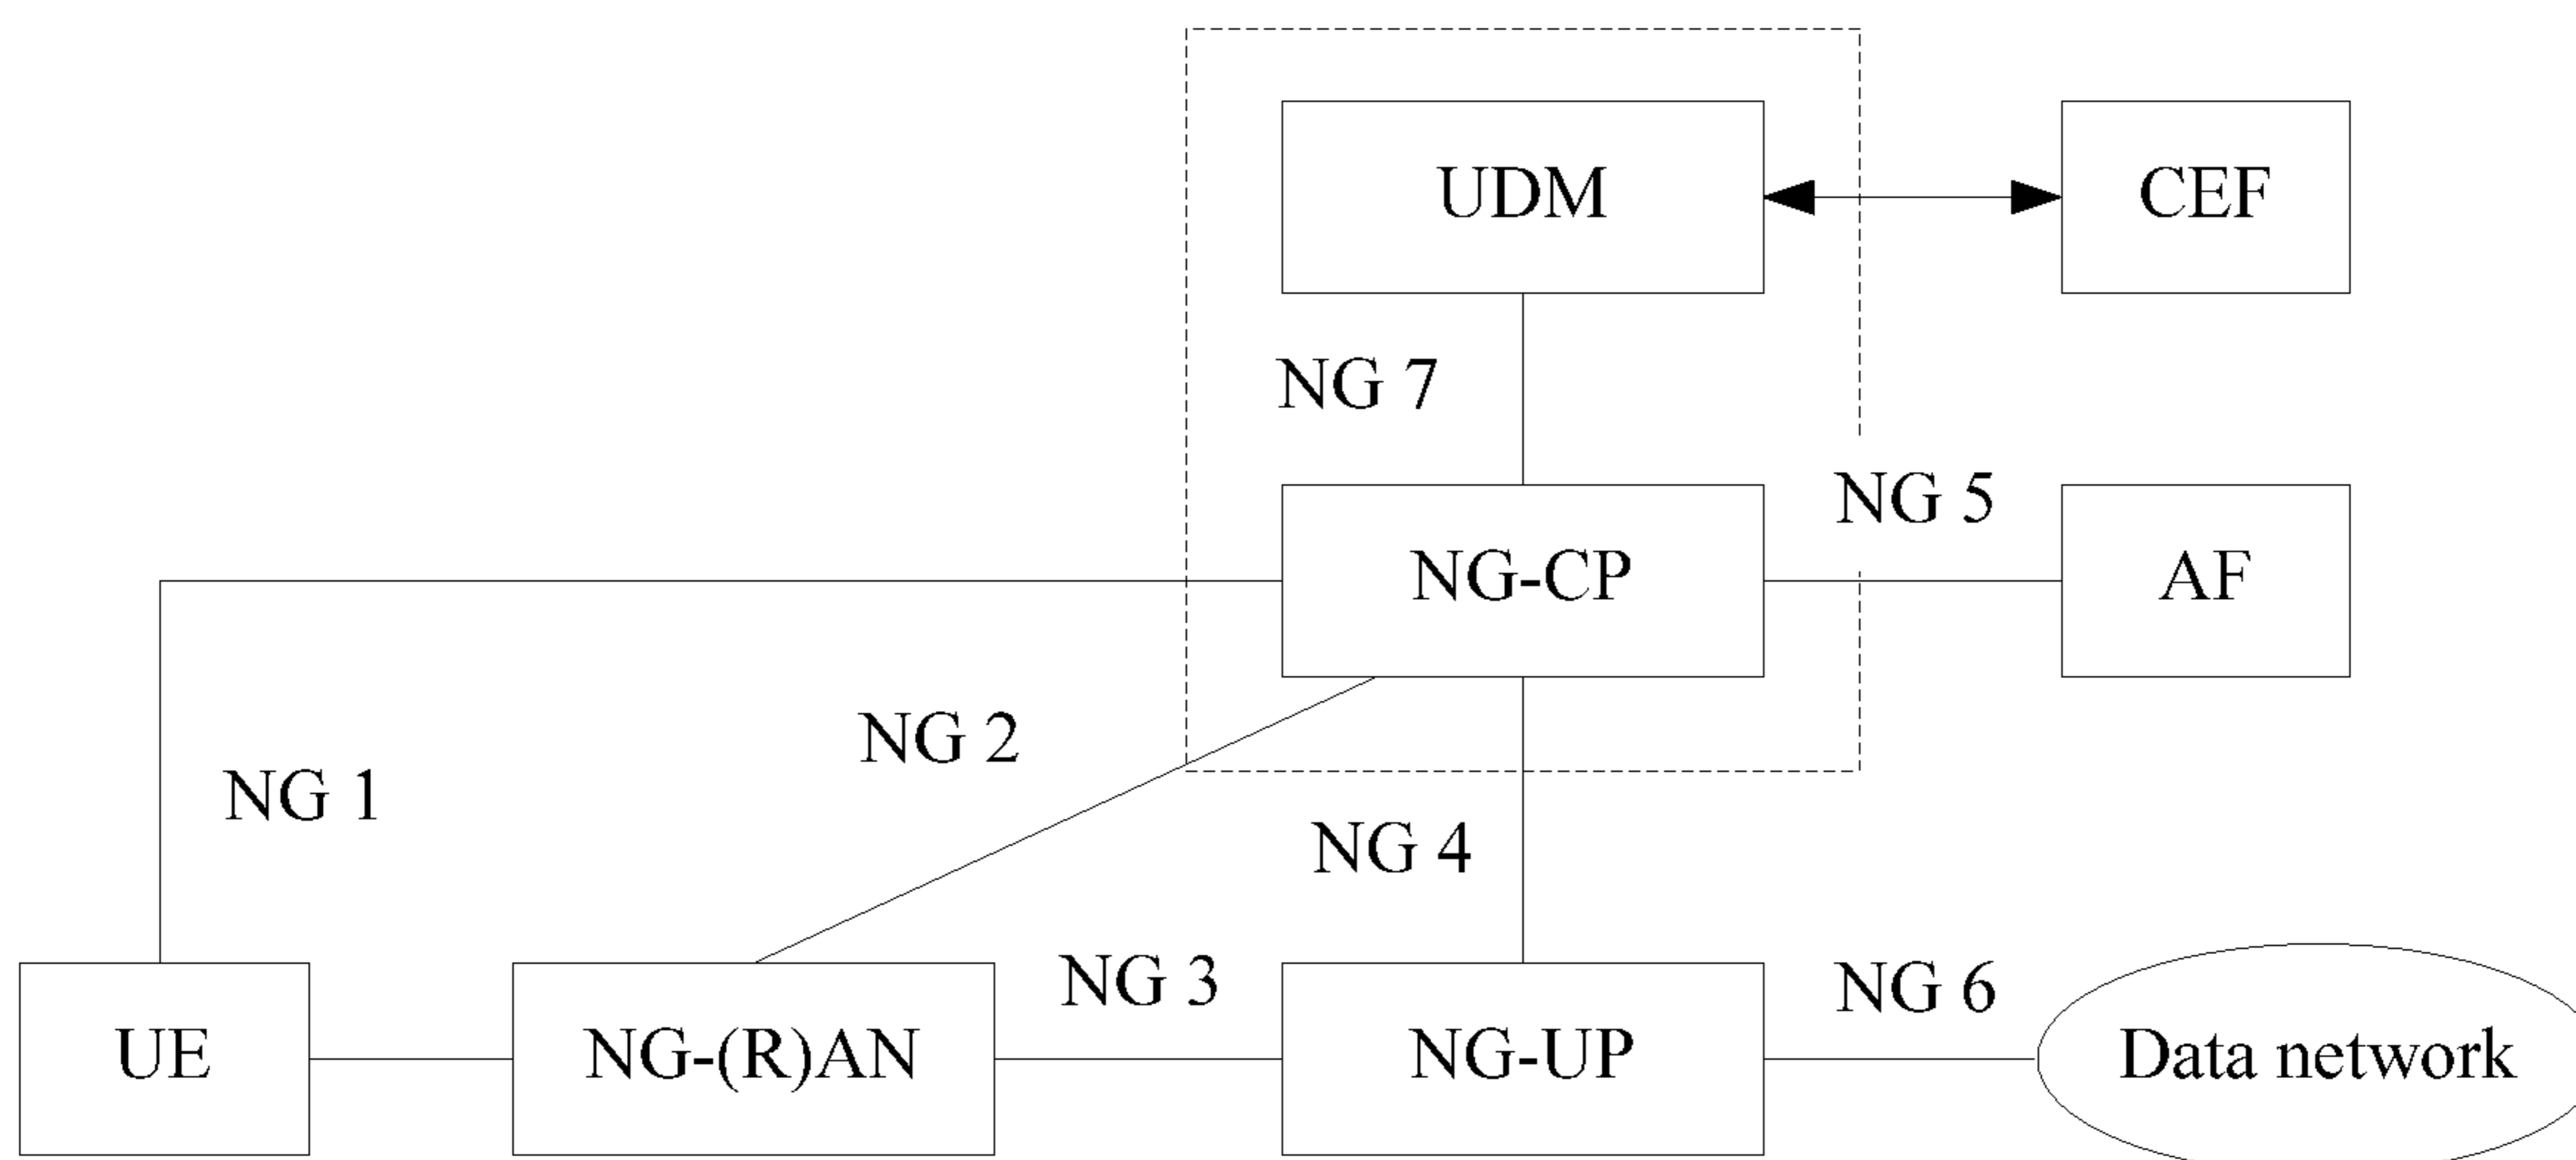 UDM
CEF
NG 7
NG 5
NG-CP
AF
NG 2
NG 1
NG 4
NG 3
NG 6
UE
NG-(R)AN
NG-UP
Data network